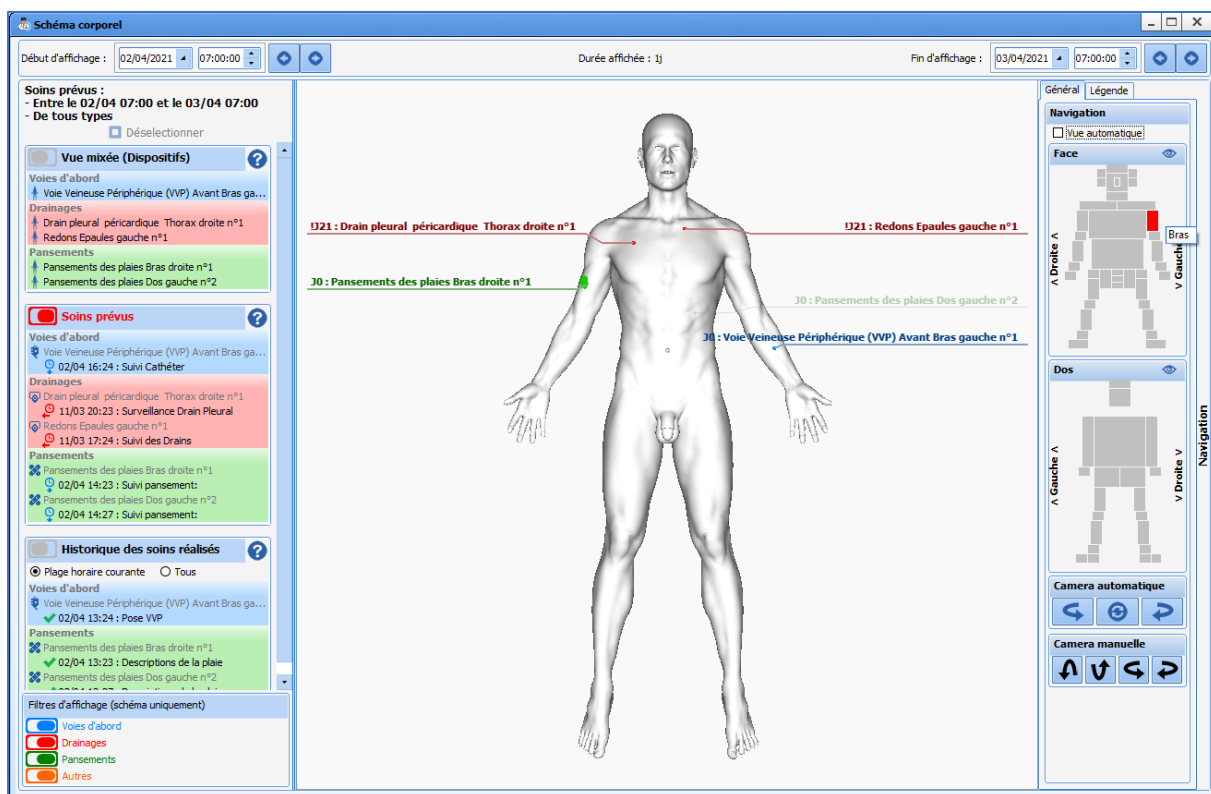 Schéma corporel
Début d'affichage : 02/04/2021 07:00:00
Durée affichée : 1j
Fin d'affichage : 03/04/2021 07:00:00
Soins prévus :
- Entre le 02/04 07:00 et le 03/04 07:00
- De tous types
Déselectionner
Vue mixée (Dispositifs)
Voies d'abord
Voie Veineuse Périphérique (VVP) Avant Bras ga...
Drainages
Drain pleural péricardique Thorax droite n°1
Redons Epaules gauche n°1
Pansements
Pansements des plaies Bras droite n°1
Pansements des plaies Dos gauche n°2
Soins prévus
Voies d'abord
Voie Veineuse Périphérique (VVP) Avant Bras ga...
02/04 16:24 : Suivi Cathéter
Drainages
Drain pleural péricardique Thorax droite n°1
11/03 20:23 : Surveillance Drain Pleural
Redons Epaules gauche n°1
11/03 17:24 : Suivi des Drains
Pansements
Pansements des plaies Bras droite n°1
02/04 14:23 : Suivi pansement:
Pansements des plaies Dos gauche n°2
02/04 14:27 : Suivi pansement:
Historique des soins réalisés
Plage horaire courante Tous
Voies d'abord
Voie Veineuse Périphérique (VVP) Avant Bras ga...
02/04 13:24 : Pose VVP
Pansements
Pansements des plaies Bras droite n°1
02/04 13:23 : Descriptions de la plaie
Pansements des plaies Dos gauche n°2
Filtres d'affichage (schéma uniquement)
Voies d'abord
Drainages
Pansements
Autres
!J21 : Drain pleural péricardique Thorax droite n°1
!J21 : Redons Epaules gauche n°1
J0 : Pansements des plaies Bras droite n°1
J0 : Pansements des plaies Dos gauche n°2
J0 : Voie Veineuse Périphérique (VVP) Avant Bras gauche n°1
Général Légende
Navigation
Vue automatique
Face
< Droite <
> Gauche >
Bras
Dos
< Gauche <
> Droite >
Camera automatique
Camera manuelle
Navigation